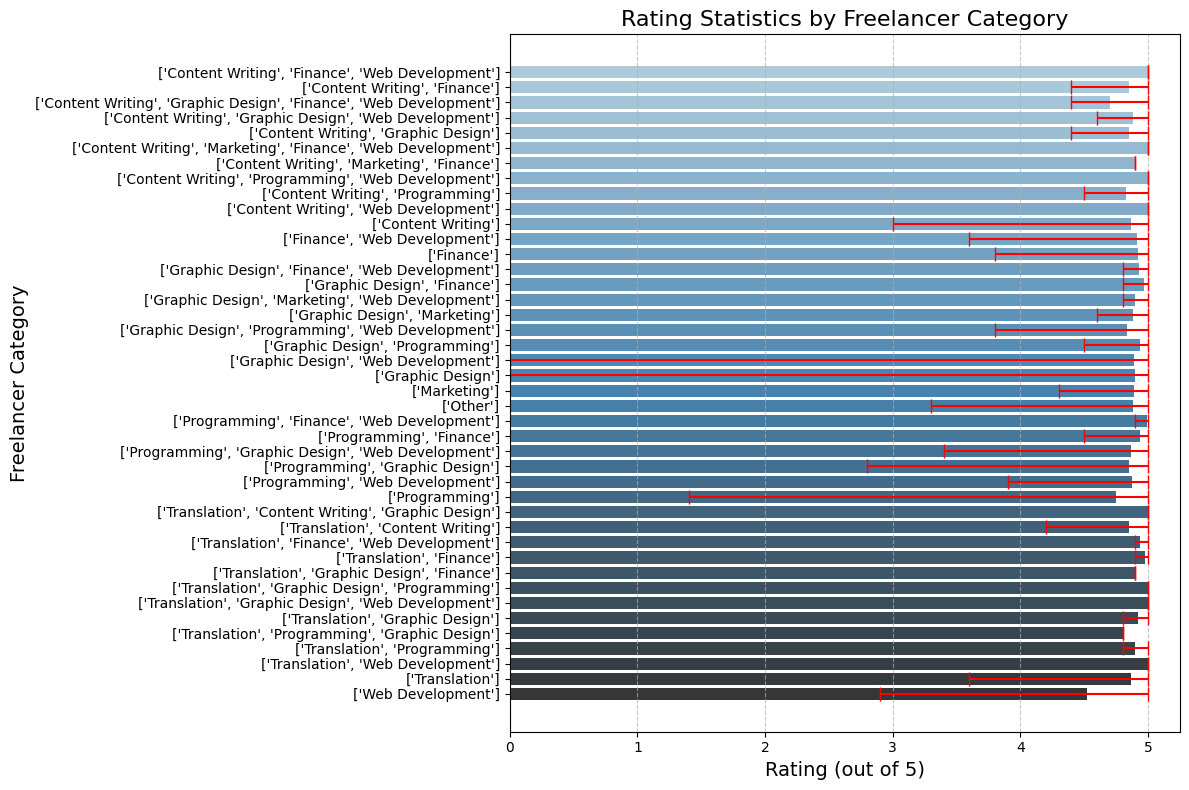 Rating Statistics by Freelancer Category
['Content Writing', 'Finance', 'Web Development']
['Content Writing', 'Finance']
['Content Writing', 'Graphic Design', 'Finance', 'Web Development']
['Content Writing', 'Graphic Design', 'Web Development']
['Content Writing', 'Graphic Design']
['Content Writing', 'Marketing', 'Finance', 'Web Development']
['Content Writing', 'Marketing', 'Finance']
['Content Writing', 'Programming', 'Web Development']
['Content Writing', 'Programming']
['Content Writing', 'Web Development']
['Content Writing']
['Finance', 'Web Development']
['Finance']
['Graphic Design', 'Finance', 'Web Development']
['Graphic Design', 'Finance']
['Graphic Design', 'Marketing', 'Web Development']
['Graphic Design', 'Marketing']
['Graphic Design', 'Programming', 'Web Development']
['Graphic Design', 'Programming']
['Graphic Design', 'Web Development']
['Graphic Design']
['Marketing']
['Other']
['Programming', 'Finance', 'Web Development']
['Programming', 'Finance']
['Programming', 'Graphic Design', 'Web Development']
['Programming', 'Graphic Design']
['Programming', 'Web Development']
['Programming']
['Translation', 'Content Writing', 'Graphic Design']
['Translation', 'Content Writing']
['Translation', 'Finance', 'Web Development']
['Translation', 'Finance']
['Translation', 'Graphic Design', 'Finance']
['Translation', 'Graphic Design', 'Programming']
['Translation', 'Graphic Design', 'Web Development']
['Translation', 'Graphic Design']
['Translation', 'Programming', 'Graphic Design']
['Translation', 'Programming']
['Translation', 'Web Development']
['Translation']
['Web Development']
Freelancer Category
0 1 2 3 4 5
Rating (out of 5)